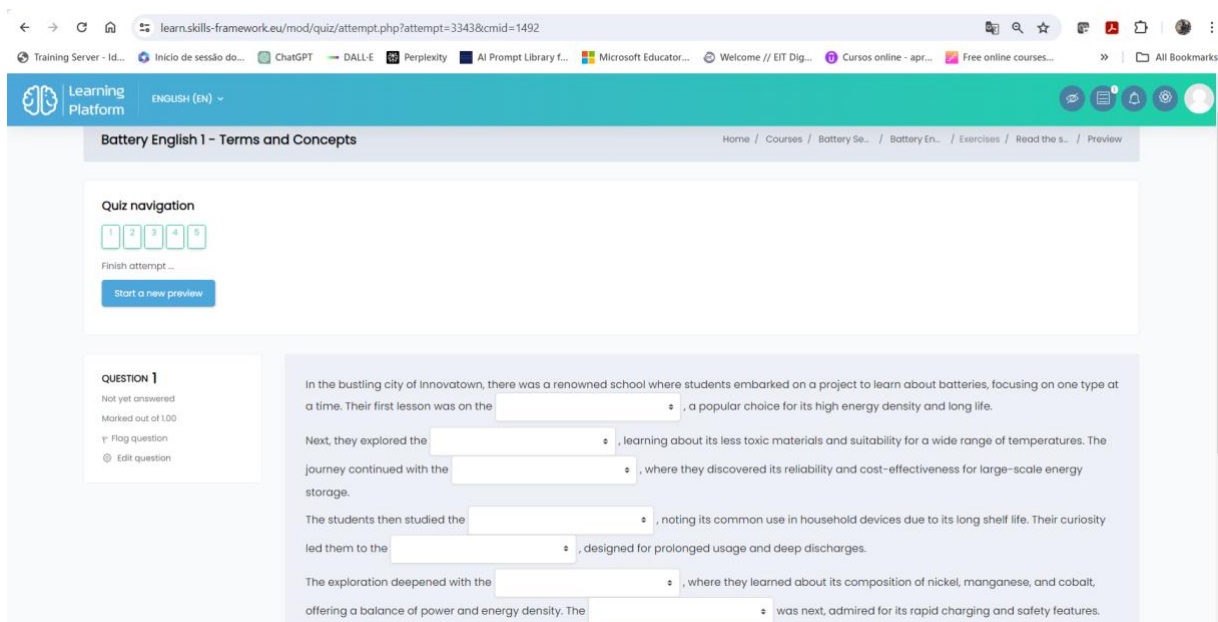 learn.skills-framework.eu/mod/quiz/attempt.php?attempt=3343&cmid=1492
Training Server - Id... Início de sessão do... ChatGPT DALL·E Perplexity AI Prompt Library f... Microsoft Educator... Welcome // EIT Dig... Cursos online - apr... Free online courses... » All Bookmarks
Learning
Platform
ENGLISH (EN)
1
Battery English 1 - Terms and Concepts
Home / Courses / Battery Se... / Battery En... / Exercises / Read the s... / Preview
Quiz navigation
1 2 3 4 5
Finish attempt ...
Start a new preview
QUESTION 1
Not yet answered
Marked out of 1.00
Flag question
Edit question
In the bustling city of Innovatown, there was a renowned school where students embarked on a project to learn about batteries, focusing on one type at
a time. Their first lesson was on the , a popular choice for its high energy density and long life.
Next, they explored the , learning about its less toxic materials and suitability for a wide range of temperatures. The
journey continued with the , where they discovered its reliability and cost-effectiveness for large-scale energy
storage.
The students then studied the , noting its common use in household devices due to its long shelf life. Their curiosity
led them to the , designed for prolonged usage and deep discharges.
The exploration deepened with the , where they learned about its composition of nickel, manganese, and cobalt,
offering a balance of power and energy density. The was next, admired for its rapid charging and safety features.